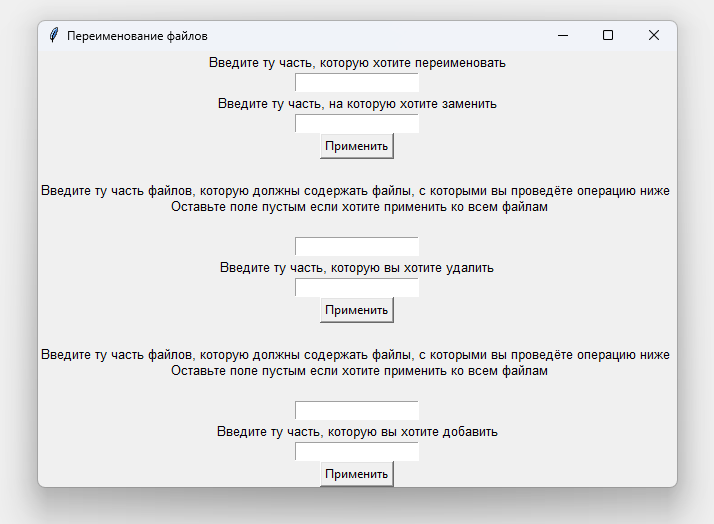 Переименование файлов
Введите ту часть, которую хотите переименовать
Введите ту часть, на которую хотите заменить
Применить
Введите ту часть файлов, которую должны содержать файлы, с которыми вы проведёте операцию ниже
Оставьте поле пустым если хотите применить ко всем файлам
Введите ту часть, которую вы хотите удалить
Применить
Введите ту часть файлов, которую должны содержать файлы, с которыми вы проведёте операцию ниже
Оставьте поле пустым если хотите применить ко всем файлам
Введите ту часть, которую вы хотите добавить
Применить